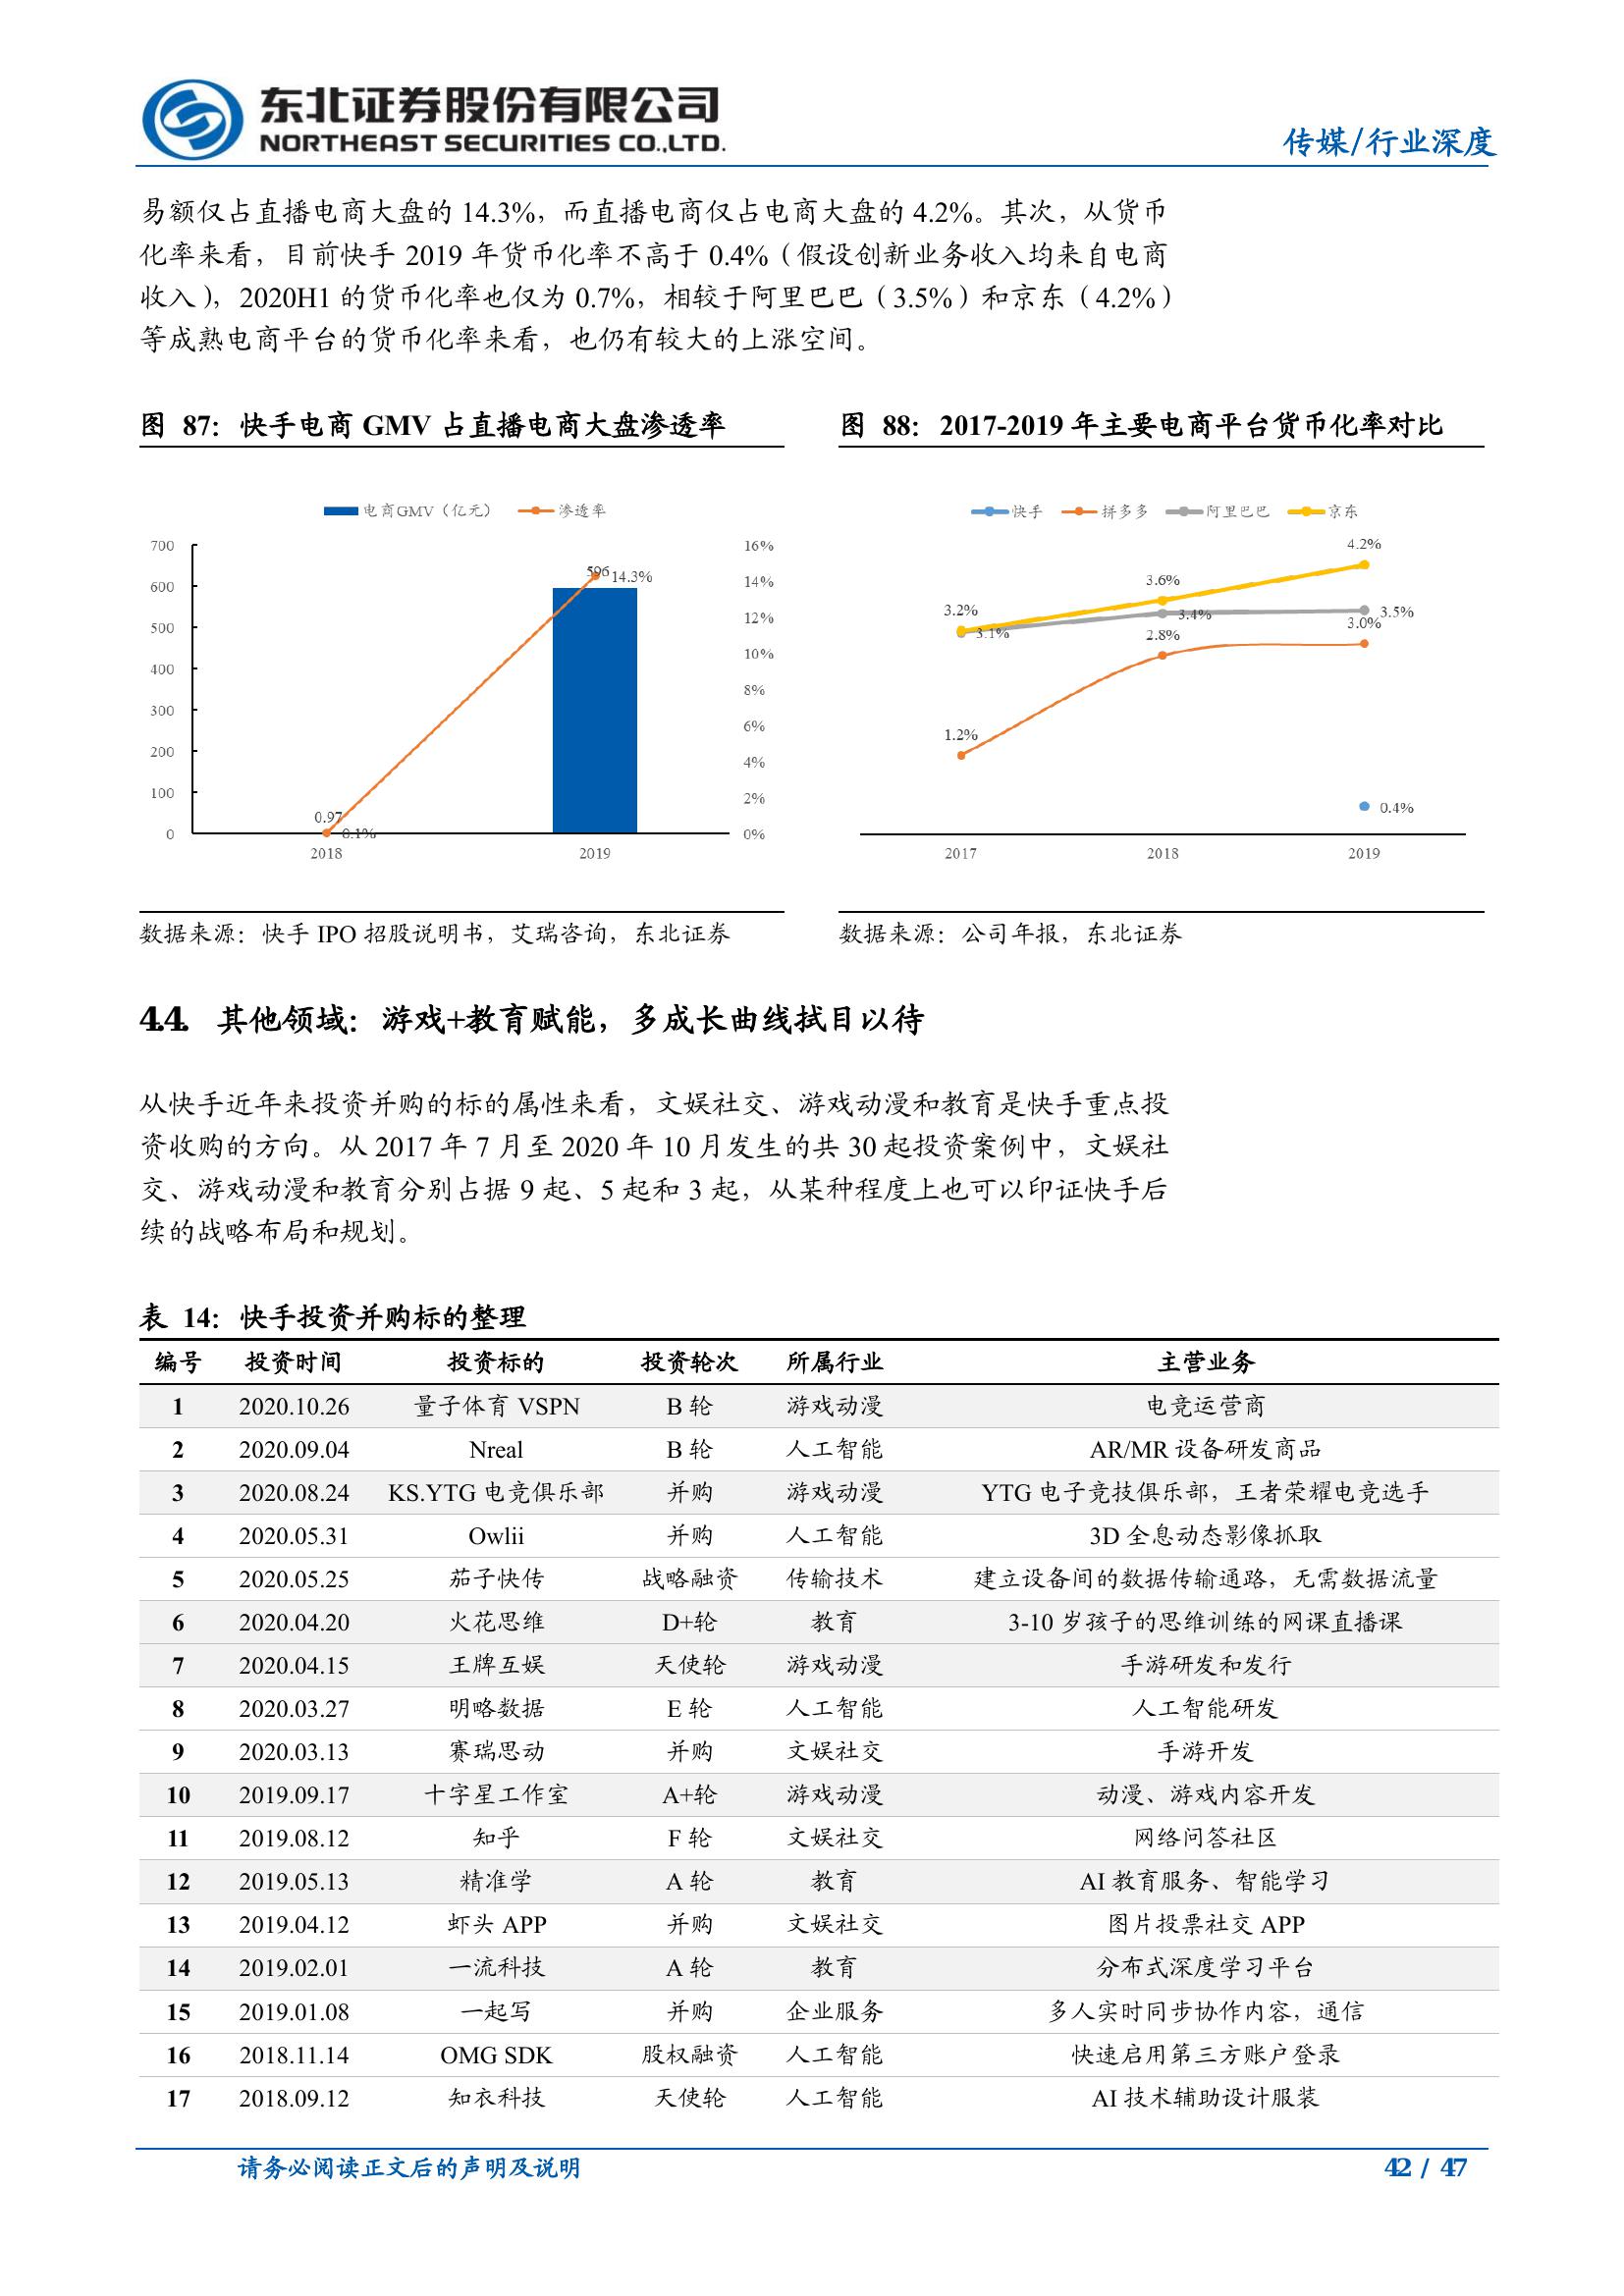 东北证券股份有限公司
NORTHEAST SECURITIES CO.,LTD.
传媒/行业深度
易额仅占直播电商大盘的 14.3%，而直播电商仅占电商大盘的 4.2%。其次，从货币
化率来看，目前快手 2019 年货币化率不高于 0.4%（假设创新业务收入均来自电商
收入），2020H1 的货币化率也仅为 0.7%，相较于阿里巴巴（3.5%）和京东（4.2%）
等成熟电商平台的货币化率来看，也仍有较大的上涨空间。
图 87：快手电商 GMV 占直播电商大盘渗透率
电商GMV（亿元） 渗透率
700
600
500
400
300
200
100
0
16%
14%
12%
10%
8%
6%
4%
2%
0%
596
14.3%
0.97
0.1%
2018 2019
数据来源：快手 IPO 招股说明书，艾瑞咨询，东北证券
图 88：2017-2019 年主要电商平台货币化率对比
快手 拼多多 阿里巴巴 京东
4.2%
3.6%
3.2%
3.1%
3.4%
3.5%
3.0%
2.8%
1.2%
0.4%
2017 2018 2019
数据来源：公司年报，东北证券
4.4. 其他领域：游戏+教育赋能，多成长曲线拭目以待
从快手近年来投资并购的标的属性来看，文娱社交、游戏动漫和教育是快手重点投
资收购的方向。从 2017 年 7 月至 2020 年 10 月发生的共 30 起投资案例中，文娱社
交、游戏动漫和教育分别占据 9 起、5 起和 3 起，从某种程度上也可以印证快手后
续的战略布局和规划。
表 14：快手投资并购标的整理
编号 投资时间 投资标的 投资轮次 所属行业 主营业务
1 2020.10.26 量子体育 VSPN B 轮 游戏动漫 电竞运营商
2 2020.09.04 Nreal B 轮 人工智能 AR/MR 设备研发商品
3 2020.08.24 KS.YTG 电竞俱乐部 并购 游戏动漫 YTG 电子竞技俱乐部，王者荣耀电竞选手
4 2020.05.31 Owlii 并购 人工智能 3D 全息动态影像抓取
5 2020.05.25 茄子快传 战略融资 传输技术 建立设备间的数据传输通路，无需数据流量
6 2020.04.20 火花思维 D+轮 教育 3-10 岁孩子的思维训练的网课直播课
7 2020.04.15 王牌互娱 天使轮 游戏动漫 手游研发和发行
8 2020.03.27 明略数据 E 轮 人工智能 人工智能研发
9 2020.03.13 赛瑞思动 并购 文娱社交 手游开发
10 2019.09.17 十字星工作室 A+轮 游戏动漫 动漫、游戏内容开发
11 2019.08.12 知乎 F 轮 文娱社交 网络问答社区
12 2019.05.13 精准学 A 轮 教育 AI 教育服务、智能学习
13 2019.04.12 虾头 APP 并购 文娱社交 图片投票社交 APP
14 2019.02.01 一流科技 A 轮 教育 分布式深度学习平台
15 2019.01.08 一起写 并购 企业服务 多人实时同步协作内容，通信
16 2018.11.14 OMG SDK 股权融资 人工智能 快速启用第三方账户登录
17 2018.09.12 知衣科技 天使轮 人工智能 AI 技术辅助设计服装
请务必阅读正文后的声明及说明
42 / 47